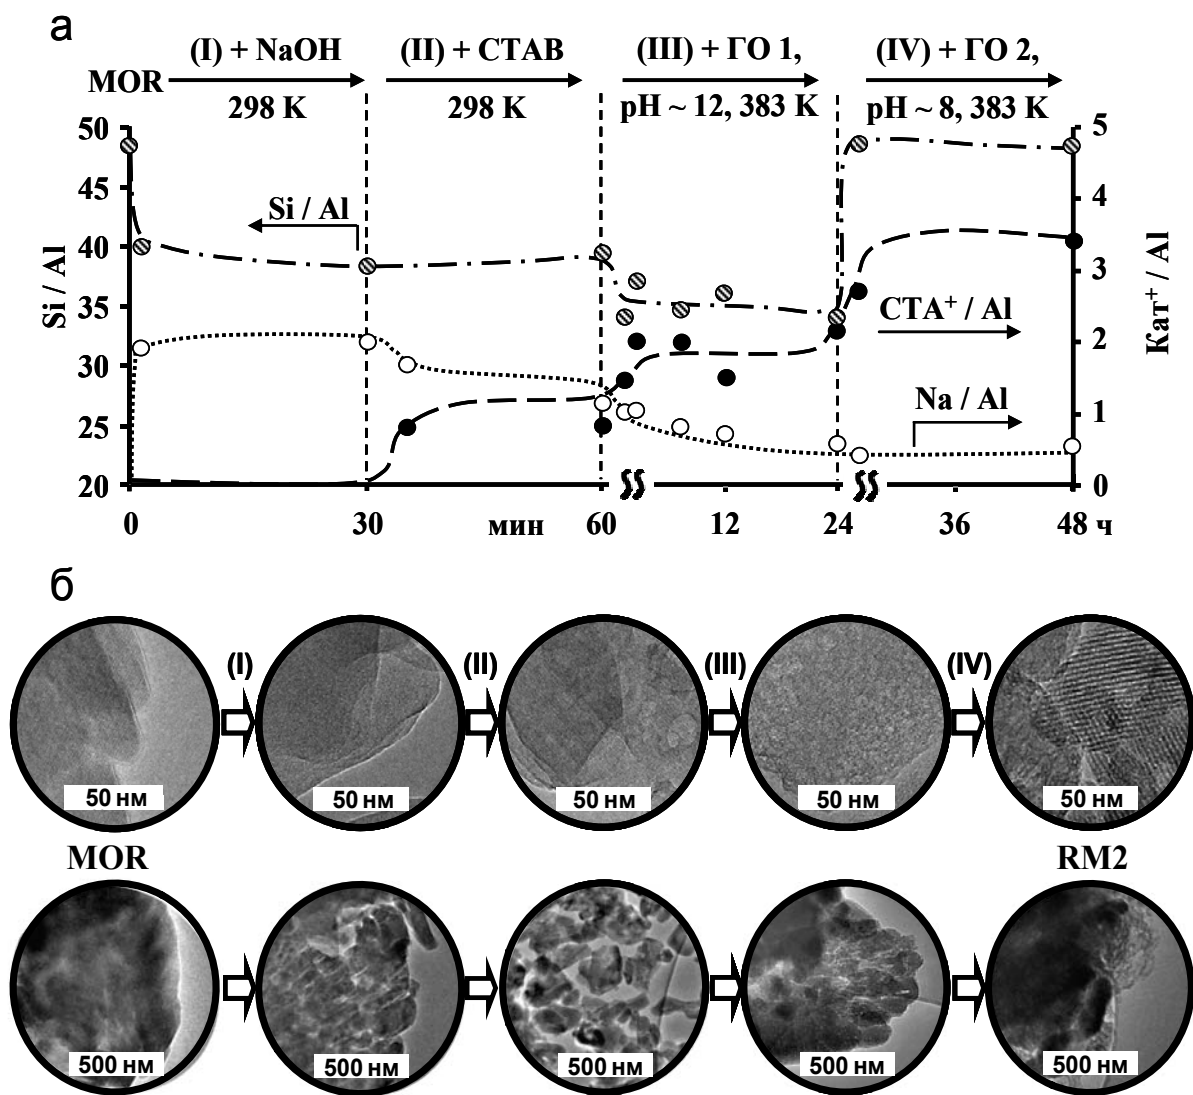 а
(I) + NaOH
(II) + CTAB
(III) + ГО 1,
(IV) + ГО 2,
MOR
298 K
298 K
pH ~ 12, 383 K
pH ~ 8, 383 K
50
45
40
35
30
25
20
Si / Al
Si / Al
CTA⁺ / Al
Na / Al
5
4
3
2
1
0
Кат⁺ / Al
0
30
мин
60
12
24
36
48 ч
б
(I)
(II)
(III)
(IV)
50 нм
50 нм
50 нм
50 нм
50 нм
MOR
RM2
500 нм
500 нм
500 нм
500 нм
500 нм